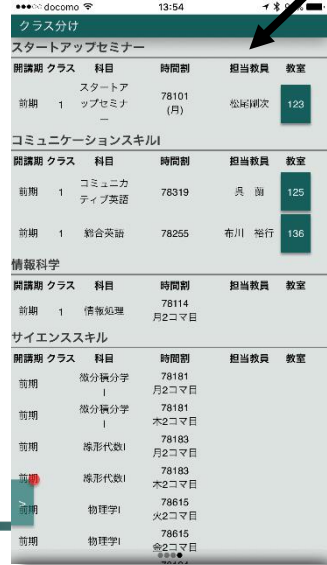 docomo 13:54
クラス分け
スタートアップセミナー
開講期 クラス 科目 時間割 担当教員 教室
前期 1 スタートアップセミナー 78101 (月) 松尾剛次 123
コミュニケーションスキルI
開講期 クラス 科目 時間割 担当教員 教室
前期 1 コミュニカティブ英語 78319 呉 125
前期 1 総合英語 78255 布川 裕行 136
情報科学
開講期 クラス 科目 時間割 担当教員 教室
前期 1 情報処理 78114 月2コマ目
サイエンススキル
開講期 クラス 科目 時間割 担当教員 教室
前期 微分積分学I 78181 月2コマ目
前期 微分積分学I 78181 木2コマ目
前期 線形代数I 78183 月2コマ目
前期 線形代数I 78183 木2コマ目
前期 物理学I 78615 火2コマ目
前期 物理学I 78615 金2コマ目